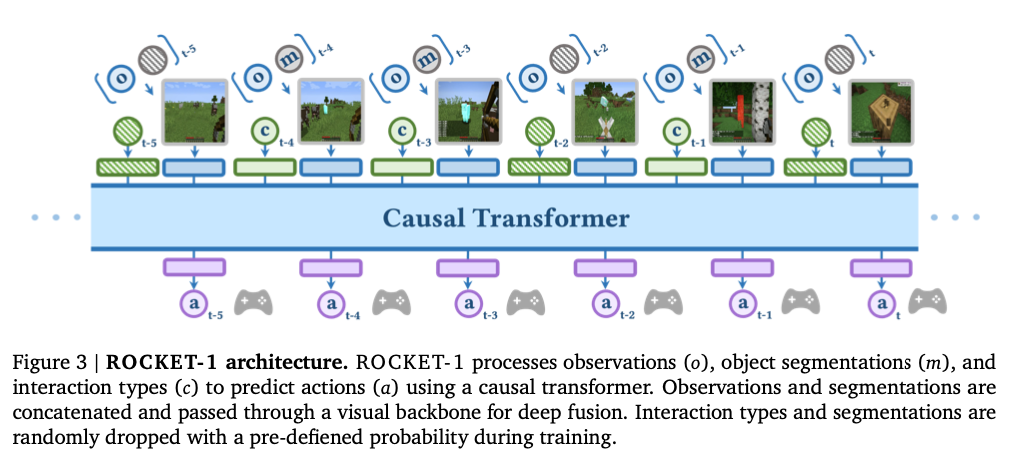 o t-5 o m t-4 o m t-3 o t-2 o m t-1 o t
t-5 c t-4 c t-3 t-2 c t-1 t
Causal Transformer
a t-5 a t-4 a t-3 a t-2 a t-1 a t
Figure 3 | ROCKET-1 architecture. ROCKET-1 processes observations (o), object segmentations (m), and
interaction types (c) to predict actions (a) using a causal transformer. Observations and segmentations are
concatenated and passed through a visual backbone for deep fusion. Interaction types and segmentations are
randomly dropped with a pre-defiened probability during training.